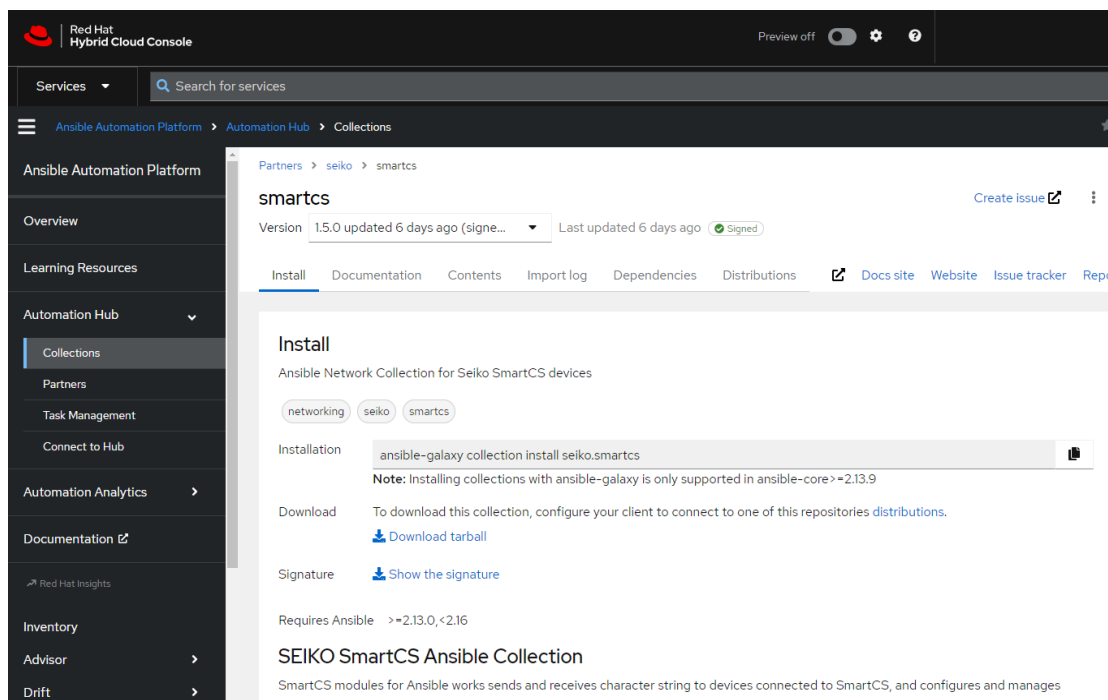 Red Hat
Hybrid Cloud Console
Preview off
Services
Search for services
Ansible Automation Platform > Automation Hub > Collections
Ansible Automation Platform
Overview
Learning Resources
Automation Hub
Collections
Partners
Task Management
Connect to Hub
Automation Analytics
Documentation
Red Hat Insights
Inventory
Advisor
Drift
Partners > seiko > smartcs
smartcs
Create issue
Version 1.5.0 updated 6 days ago (signe... Last updated 6 days ago Signed
Install Documentation Contents Import log Dependencies Distributions Docs site Website Issue tracker Repo
Install
Ansible Network Collection for Seiko SmartCS devices
networking seiko smartcs
Installation ansible-galaxy collection install seiko.smartcs
Note: Installing collections with ansible-galaxy is only supported in ansible-core>=2.13.9
Download To download this collection, configure your client to connect to one of this repositories distributions.
Download tarball
Signature Show the signature
Requires Ansible >=2.13.0,<2.16
SEIKO SmartCS Ansible Collection
SmartCS modules for Ansible works sends and receives character string to devices connected to SmartCS, and configures and manages